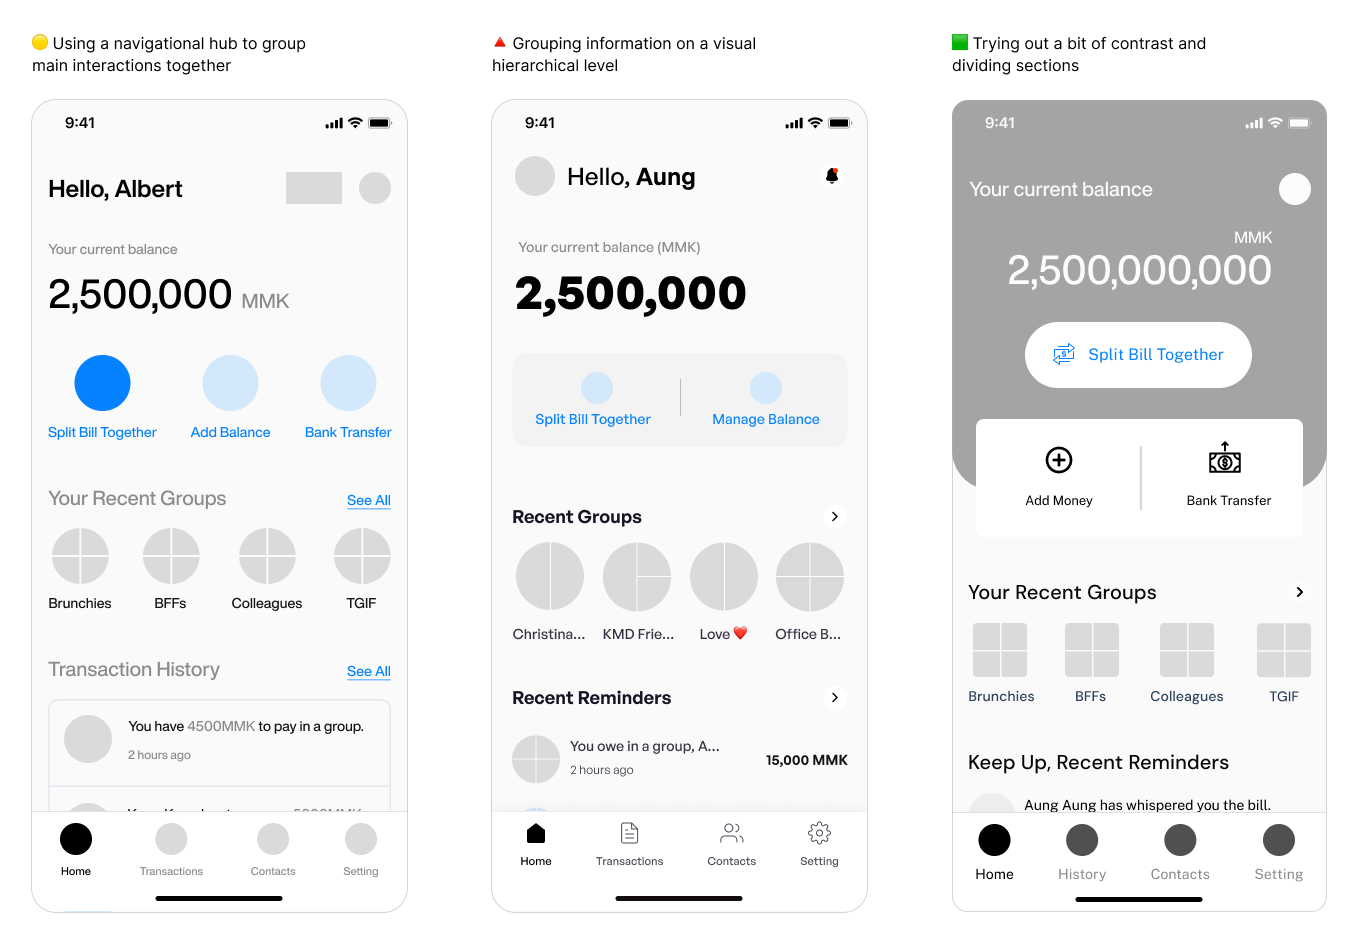 🟡 Using a navigational hub to group
main interactions together
9:41
Hello, Albert
Your current balance
2,500,000 MMK
Split Bill Together
Add Balance
Bank Transfer
Your Recent Groups
See All
Brunchies
BFFs
Colleagues
TGIF
Transaction History
See All
You have 4500MMK to pay in a group.
2 hours ago
Home
Transactions
Contacts
Setting
🔺 Grouping information on a visual
hierarchical level
9:41
Hello, Aung
Your current balance (MMK)
2,500,000
Split Bill Together
Manage Balance
Recent Groups
Christina...
KMD Frie...
Love ❤️
Office B...
Recent Reminders
You owe in a group, A...
2 hours ago
15,000 MMK
Home
Transactions
Contacts
Setting
🟩 Trying out a bit of contrast and
dividing sections
9:41
Your current balance
MMK
2,500,000,000
Split Bill Together
Add Money
Bank Transfer
Your Recent Groups
Brunchies
BFFs
Colleagues
TGIF
Keep Up, Recent Reminders
Aung Aung has whispered you the bill.
Home
History
Contacts
Setting